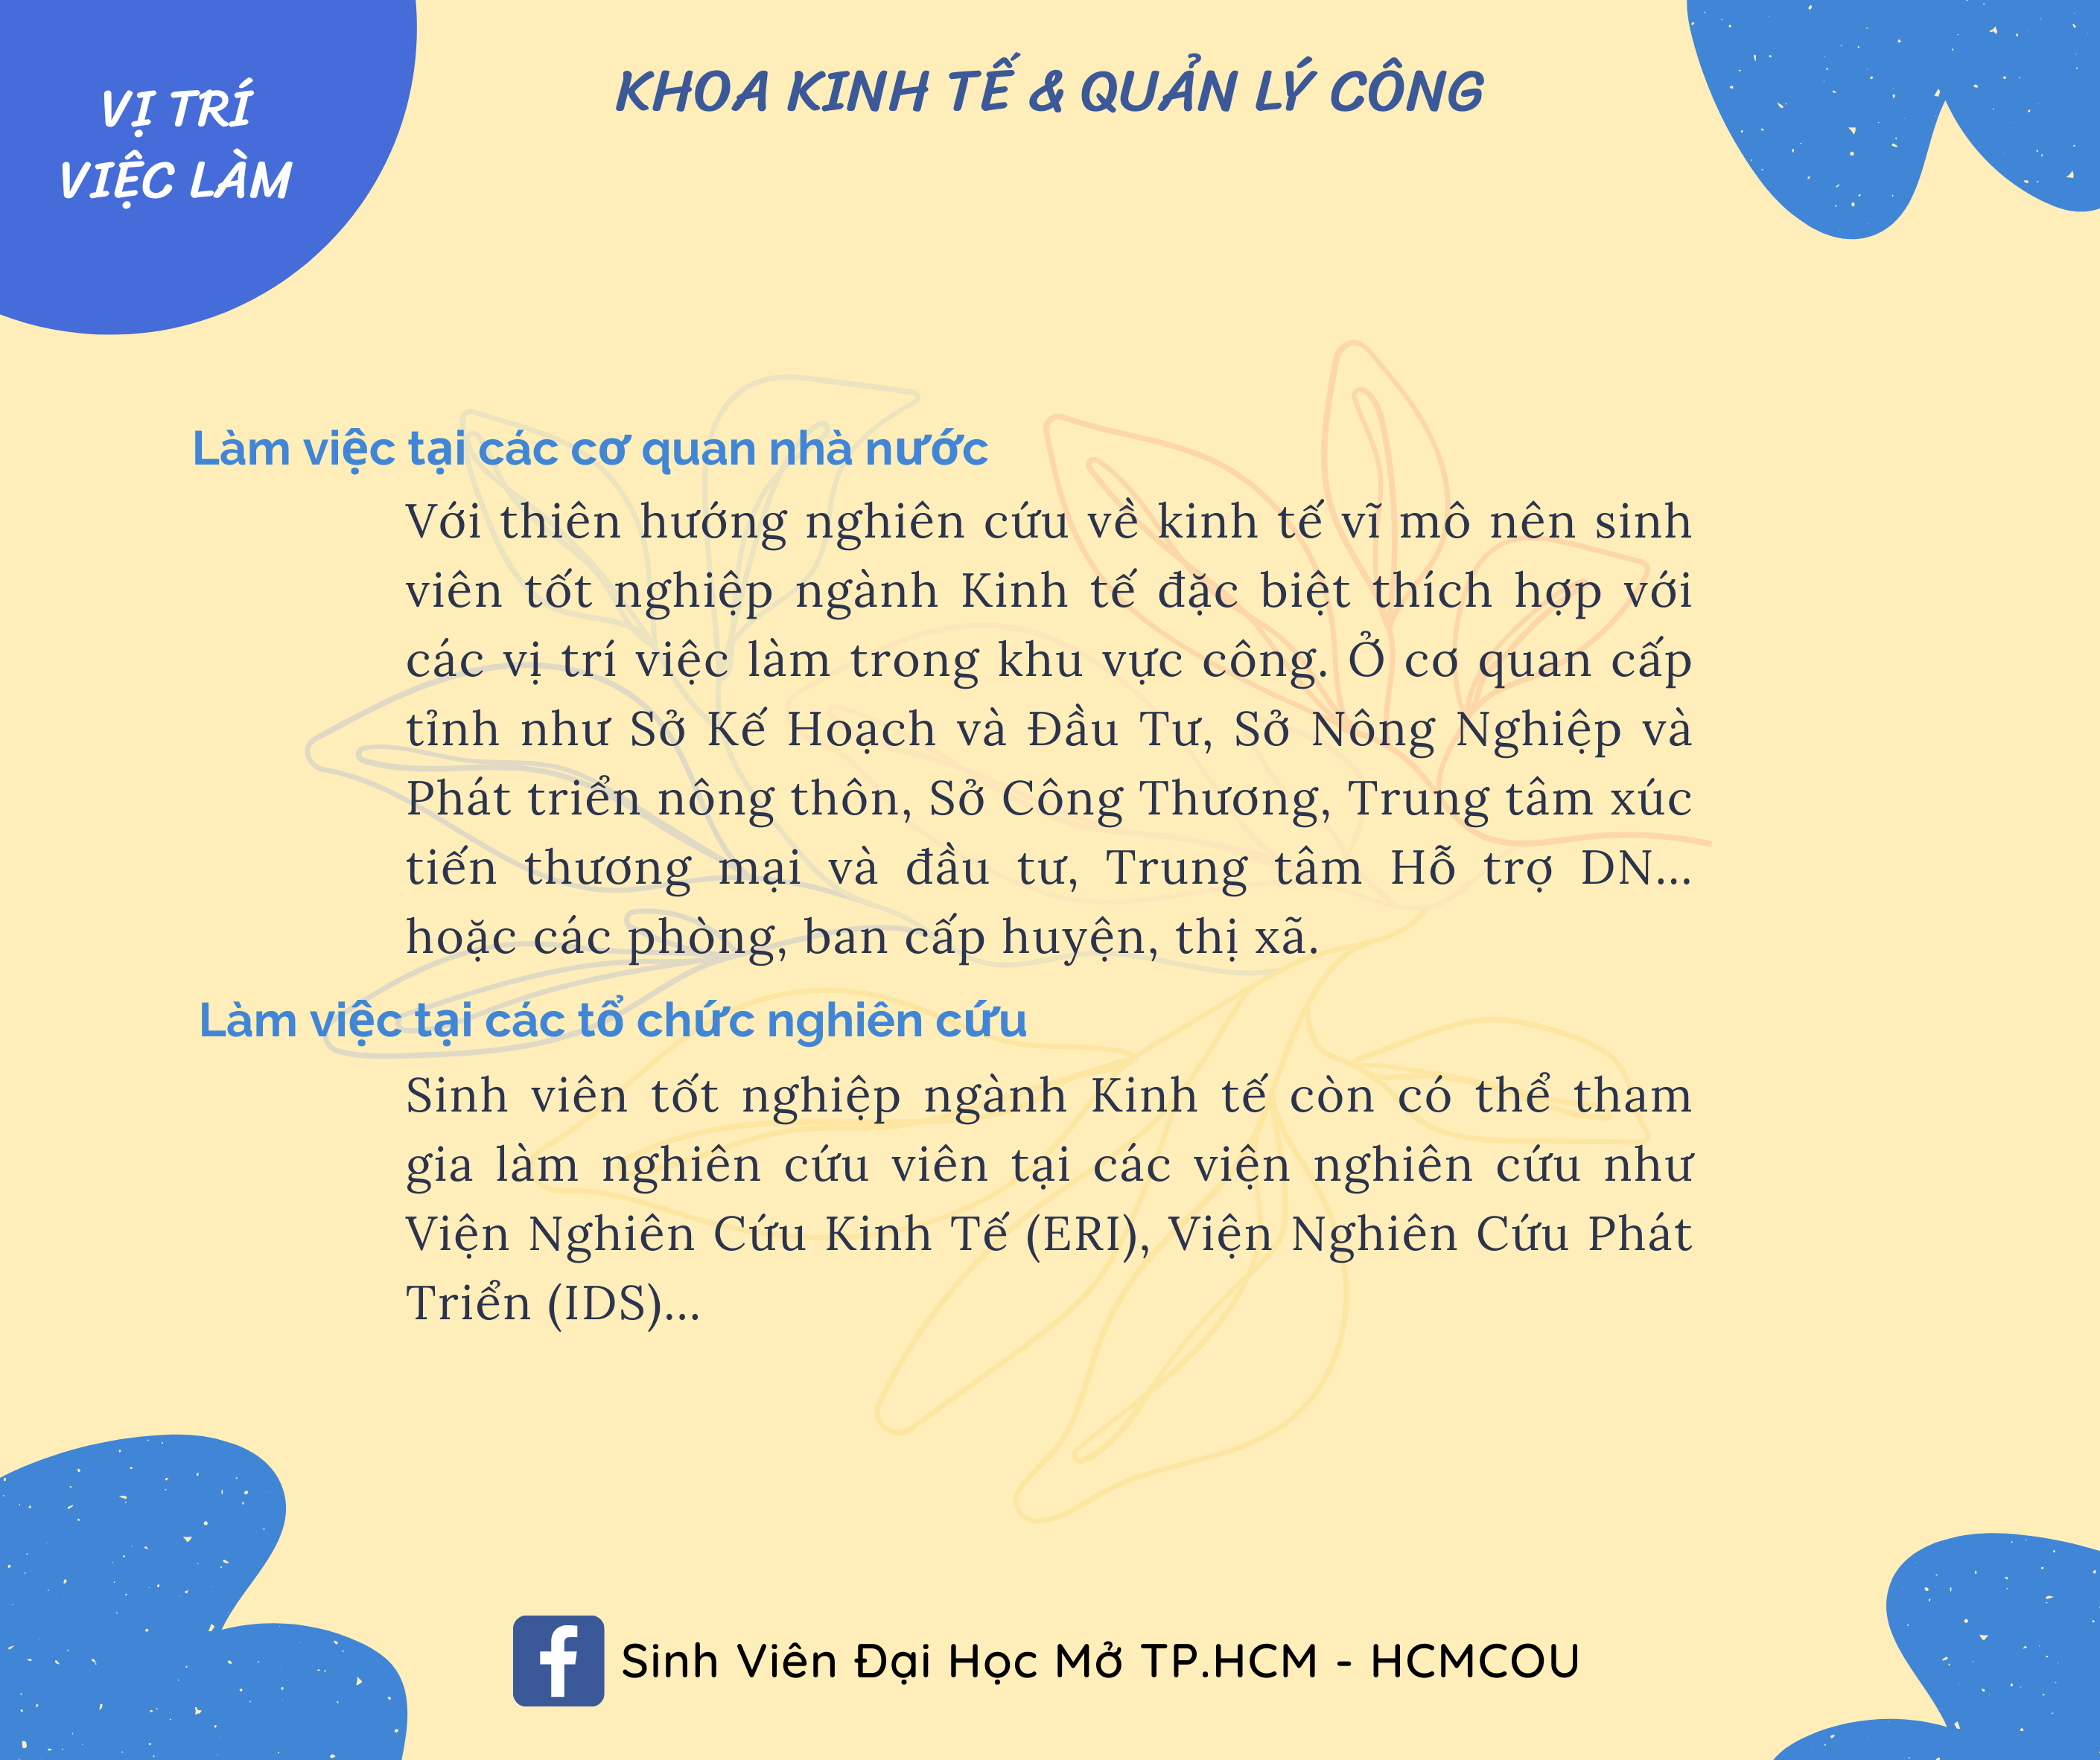 VỊ TRÍ
VIỆC LÀM
KHOA KINH TẾ & QUẢN LÝ CÔNG
Làm việc tại các cơ quan nhà nước
Với thiên hướng nghiên cứu về kinh tế vĩ mô nên sinh
viên tốt nghiệp ngành Kinh tế đặc biệt thích hợp với
các vị trí việc làm trong khu vực công. Ở cơ quan cấp
tỉnh như Sở Kế Hoạch và Đầu Tư, Sở Nông Nghiệp và
Phát triển nông thôn, Sở Công Thương, Trung tâm xúc
tiến thương mại và đầu tư, Trung tâm Hỗ trợ DN...
hoặc các phòng, ban cấp huyện, thị xã.
Làm việc tại các tổ chức nghiên cứu
Sinh viên tốt nghiệp ngành Kinh tế còn có thể tham
gia làm nghiên cứu viên tại các viện nghiên cứu như
Viện Nghiên Cứu Kinh Tế (ERI), Viện Nghiên Cứu Phát
Triển (IDS)...
Sinh Viên Đại Học Mở TP.HCM - HCMCOU